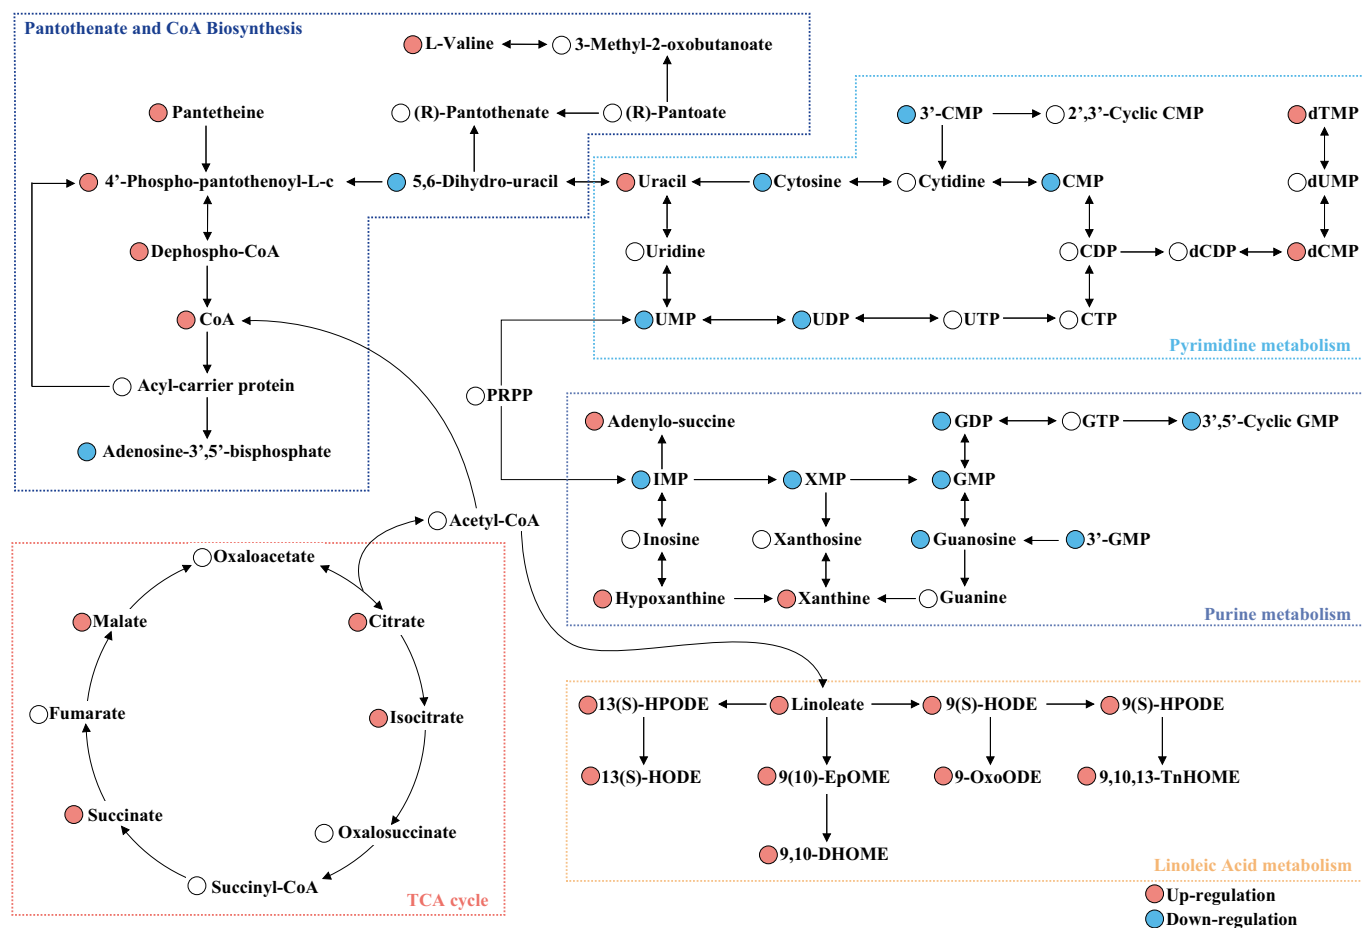 Pantothenate and CoA Biosynthesis
L-Valine
3-Methyl-2-oxobutanoate
Pantetheine
(R)-Pantothenate
(R)-Pantoate
4’-Phospho-pantothenoyl-L-c
5,6-Dihydro-uracil
Dephospho-CoA
CoA
Acyl-carrier protein
Adenosine-3’,5’-bisphosphate
3’-CMP
2’,3’-Cyclic CMP
dTMP
Uracil
Cytosine
Cytidine
CMP
dUMP
Uridine
CDP
dCDP
dCMP
UMP
UDP
UTP
CTP
Pyrimidine metabolism
PRPP
Adenylo-succine
GDP
GTP
3’,5’-Cyclic GMP
IMP
XMP
GMP
Inosine
Xanthosine
Guanosine
3’-GMP
Hypoxanthine
Xanthine
Guanine
Purine metabolism
Acetyl-CoA
Oxaloacetate
Malate
Citrate
Fumarate
Isocitrate
Succinate
Oxalosuccinate
Succinyl-CoA
TCA cycle
13(S)-HPODE
Linoleate
9(S)-HODE
9(S)-HPODE
13(S)-HODE
9(10)-EpOME
9-OxoODE
9,10,13-TnHOME
9,10-DHOME
Linoleic Acid metabolism
Up-regulation
Down-regulation